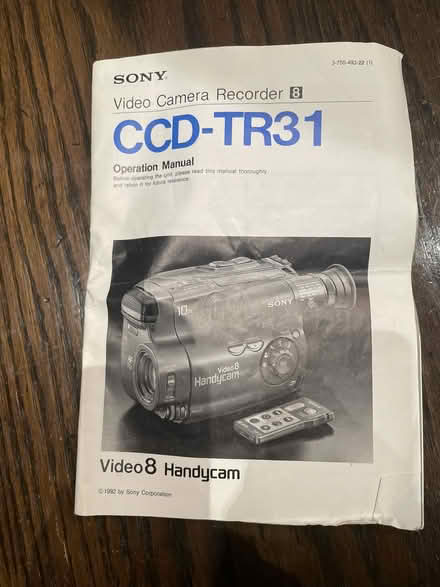 3-755-492-22 (1)
SONY
Video Camera Recorder 8
CCD-TR31
Operation Manual
Before operating the unit, please read this manual thoroughly,
and retain it for future reference.
10x
SONY
Video8
Handycam
Video8 Handycam
©1992 by Sony Corporation